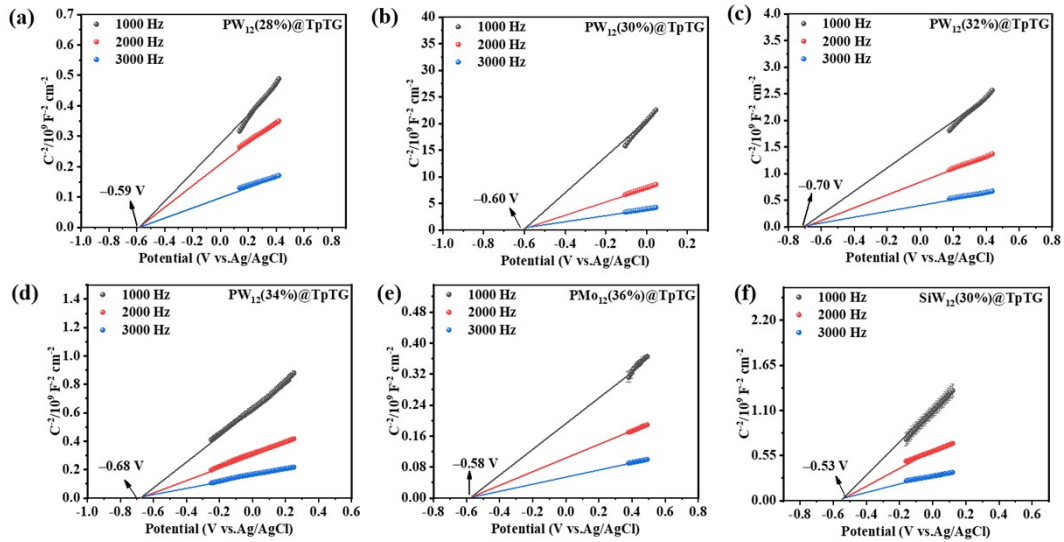 (a)
1000 Hz
2000 Hz
3000 Hz
PW₁₂(28%)@TpTG
−0.59 V
C⁻²/10⁹ F⁻² cm⁻²
0.7
0.6
0.5
0.4
0.3
0.2
0.1
0.0
-1.0 -0.8 -0.6 -0.4 -0.2 0.0 0.2 0.4 0.6 0.8
Potential (V vs.Ag/AgCl)
(b)
1000 Hz
2000 Hz
3000 Hz
PW₁₂(30%)@TpTG
−0.60 V
C⁻²/10⁹ F⁻² cm⁻²
40
35
30
25
20
15
10
5
0
-1.0 -0.8 -0.6 -0.4 -0.2 0.0 0.2
Potential (V vs.Ag/AgCl)
(c)
1000 Hz
2000 Hz
3000 Hz
PW₁₂(32%)@TpTG
−0.70 V
C⁻²/10⁹ F⁻² cm⁻²
4.0
3.5
3.0
2.5
2.0
1.5
1.0
0.5
0.0
-0.8 -0.6 -0.4 -0.2 0.0 0.2 0.4 0.6 0.8
Potential (V vs.Ag/AgCl)
(d)
1000 Hz
2000 Hz
3000 Hz
PW₁₂(34%)@TpTG
−0.68 V
C⁻²/10⁹ F⁻² cm⁻²
1.4
1.2
1.0
0.8
0.6
0.4
0.2
0.0
-1.0 -0.8 -0.6 -0.4 -0.2 0.0 0.2 0.4 0.6
Potential (V vs.Ag/AgCl)
(e)
1000 Hz
2000 Hz
3000 Hz
PMo₁₂(36%)@TpTG
−0.58 V
C⁻²/10⁹ F⁻² cm⁻²
0.48
0.40
0.32
0.24
0.16
0.08
0.00
-0.8 -0.6 -0.4 -0.2 0.0 0.2 0.4 0.6
Potential (V vs.Ag/AgCl)
(f)
1000 Hz
2000 Hz
3000 Hz
SiW₁₂(30%)@TpTG
−0.53 V
C⁻²/10⁹ F⁻² cm⁻²
2.20
1.65
1.10
0.55
0.00
-0.8 -0.6 -0.4 -0.2 0.0 0.2 0.4 0.6
Potential (V vs.Ag/AgCl)